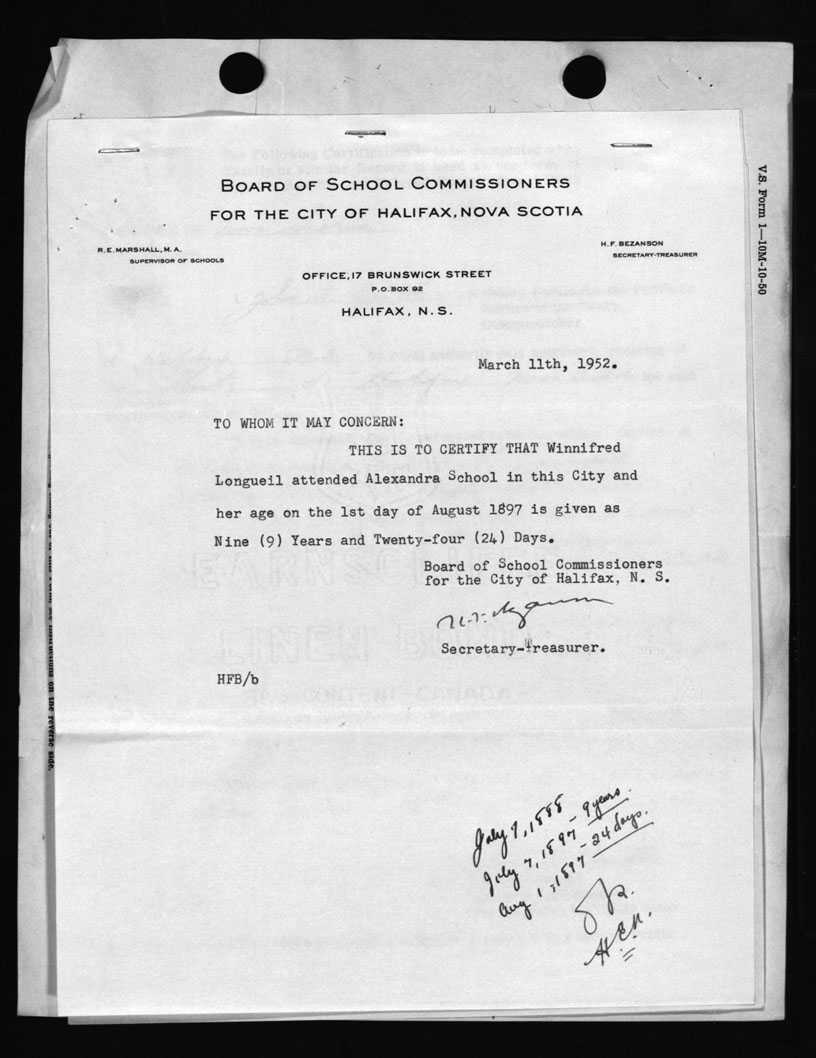 BOARD OF SCHOOL COMMISSIONERS
FOR THE CITY OF HALIFAX, NOVA SCOTIA
R. E. MARSHALL, M. A.
SUPERVISOR OF SCHOOLS
H. F. BEZANSON
SECRETARY-TREASURER
OFFICE, 17 BRUNSWICK STREET
P. O. BOX 92
HALIFAX, N. S.
V.S. Form 1—10M-10-50
March 11th, 1952.
TO WHOM IT MAY CONCERN:
THIS IS TO CERTIFY THAT Winnifred
Longueil attended Alexandra School in this City and
her age on the 1st day of August 1897 is given as
Nine (9) Years and Twenty-four (24) Days.
Board of School Commissioners
for the City of Halifax, N. S.
Secretary-Treasurer.
HFB/b
instructions on the reverse side.
July 7, 1888
July 7, 1897 - 9 years.
Aug 1, 1897 - 24 days.